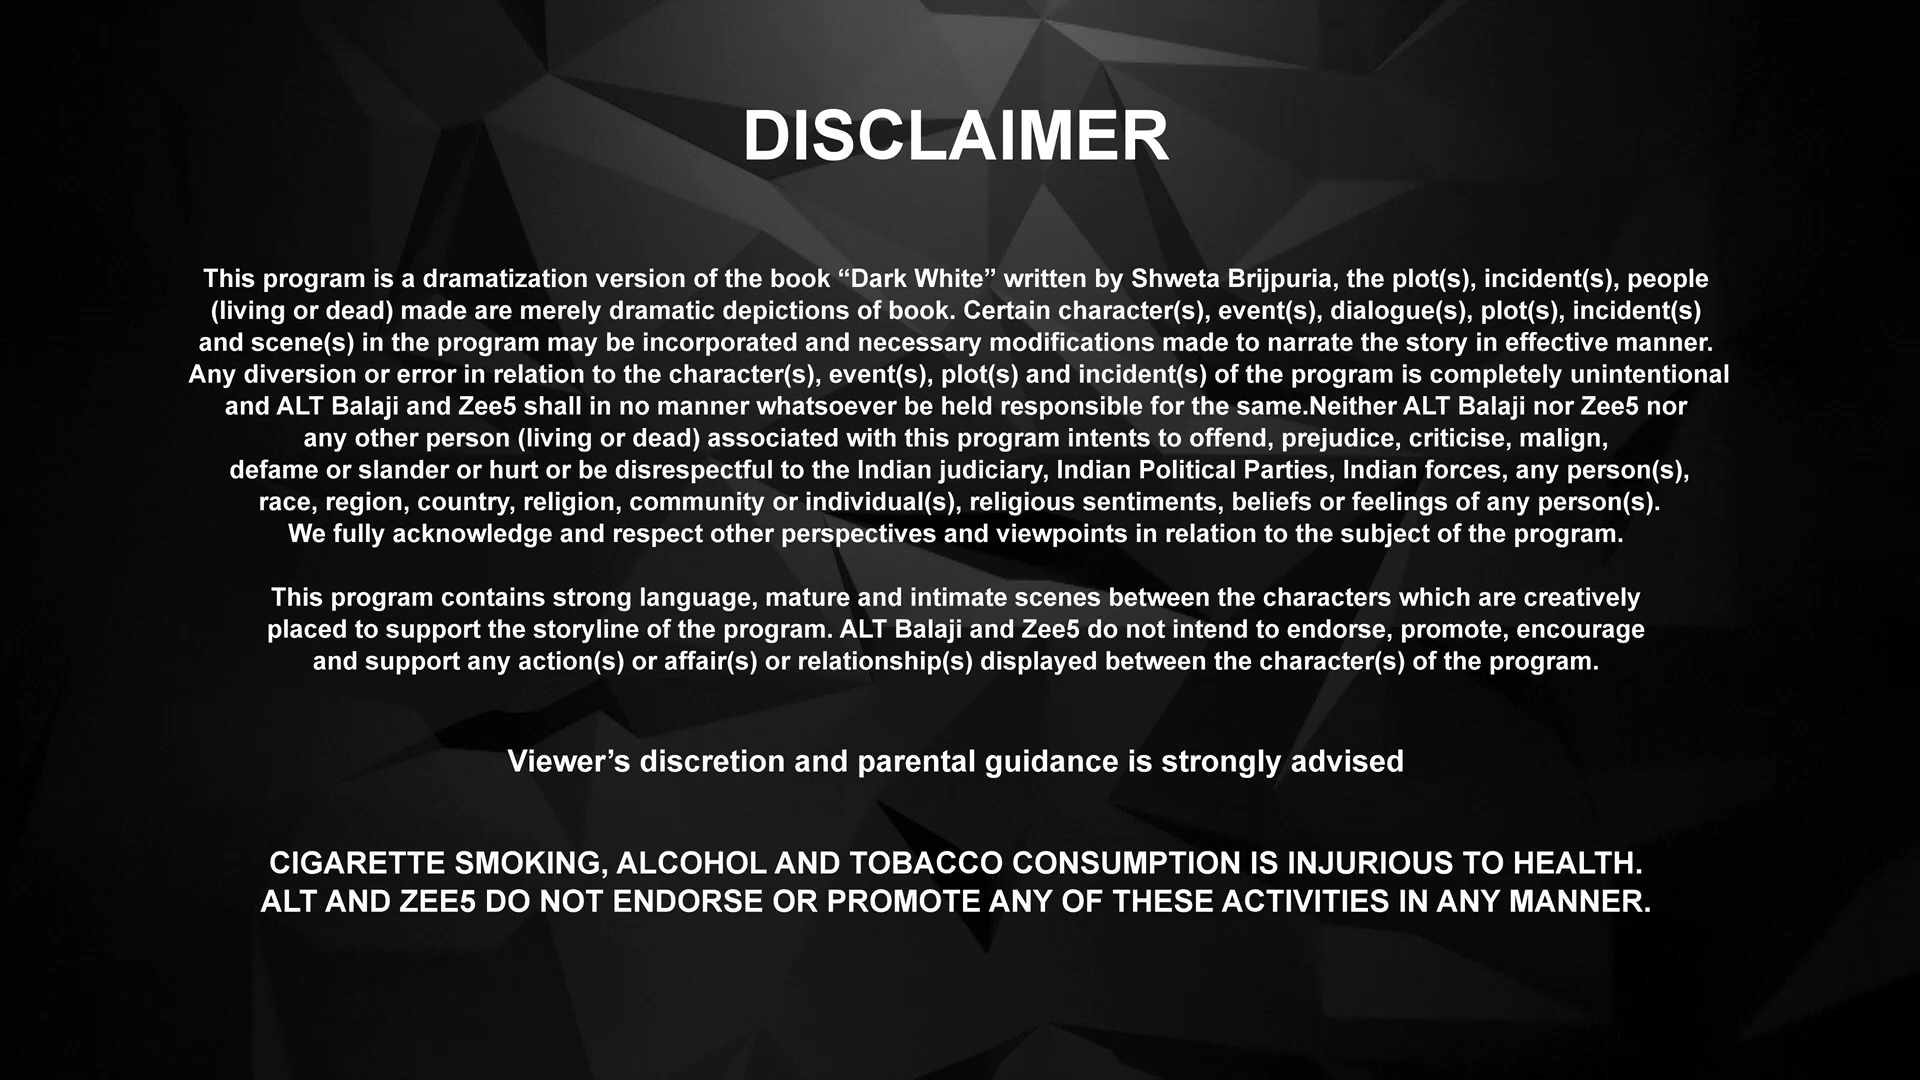 DISCLAIMER
This program is a dramatization version of the book “Dark White” written by Shweta Brijpuria, the plot(s), incident(s), people
(living or dead) made are merely dramatic depictions of book. Certain character(s), event(s), dialogue(s), plot(s), incident(s)
and scene(s) in the program may be incorporated and necessary modifications made to narrate the story in effective manner.
Any diversion or error in relation to the character(s), event(s), plot(s) and incident(s) of the program is completely unintentional
and ALT Balaji and Zee5 shall in no manner whatsoever be held responsible for the same.Neither ALT Balaji nor Zee5 nor
any other person (living or dead) associated with this program intents to offend, prejudice, criticise, malign,
defame or slander or hurt or be disrespectful to the Indian judiciary, Indian Political Parties, Indian forces, any person(s),
race, region, country, religion, community or individual(s), religious sentiments, beliefs or feelings of any person(s).
We fully acknowledge and respect other perspectives and viewpoints in relation to the subject of the program.
This program contains strong language, mature and intimate scenes between the characters which are creatively
placed to support the storyline of the program. ALT Balaji and Zee5 do not intend to endorse, promote, encourage
and support any action(s) or affair(s) or relationship(s) displayed between the character(s) of the program.
Viewer’s discretion and parental guidance is strongly advised
CIGARETTE SMOKING, ALCOHOL AND TOBACCO CONSUMPTION IS INJURIOUS TO HEALTH.
ALT AND ZEE5 DO NOT ENDORSE OR PROMOTE ANY OF THESE ACTIVITIES IN ANY MANNER.